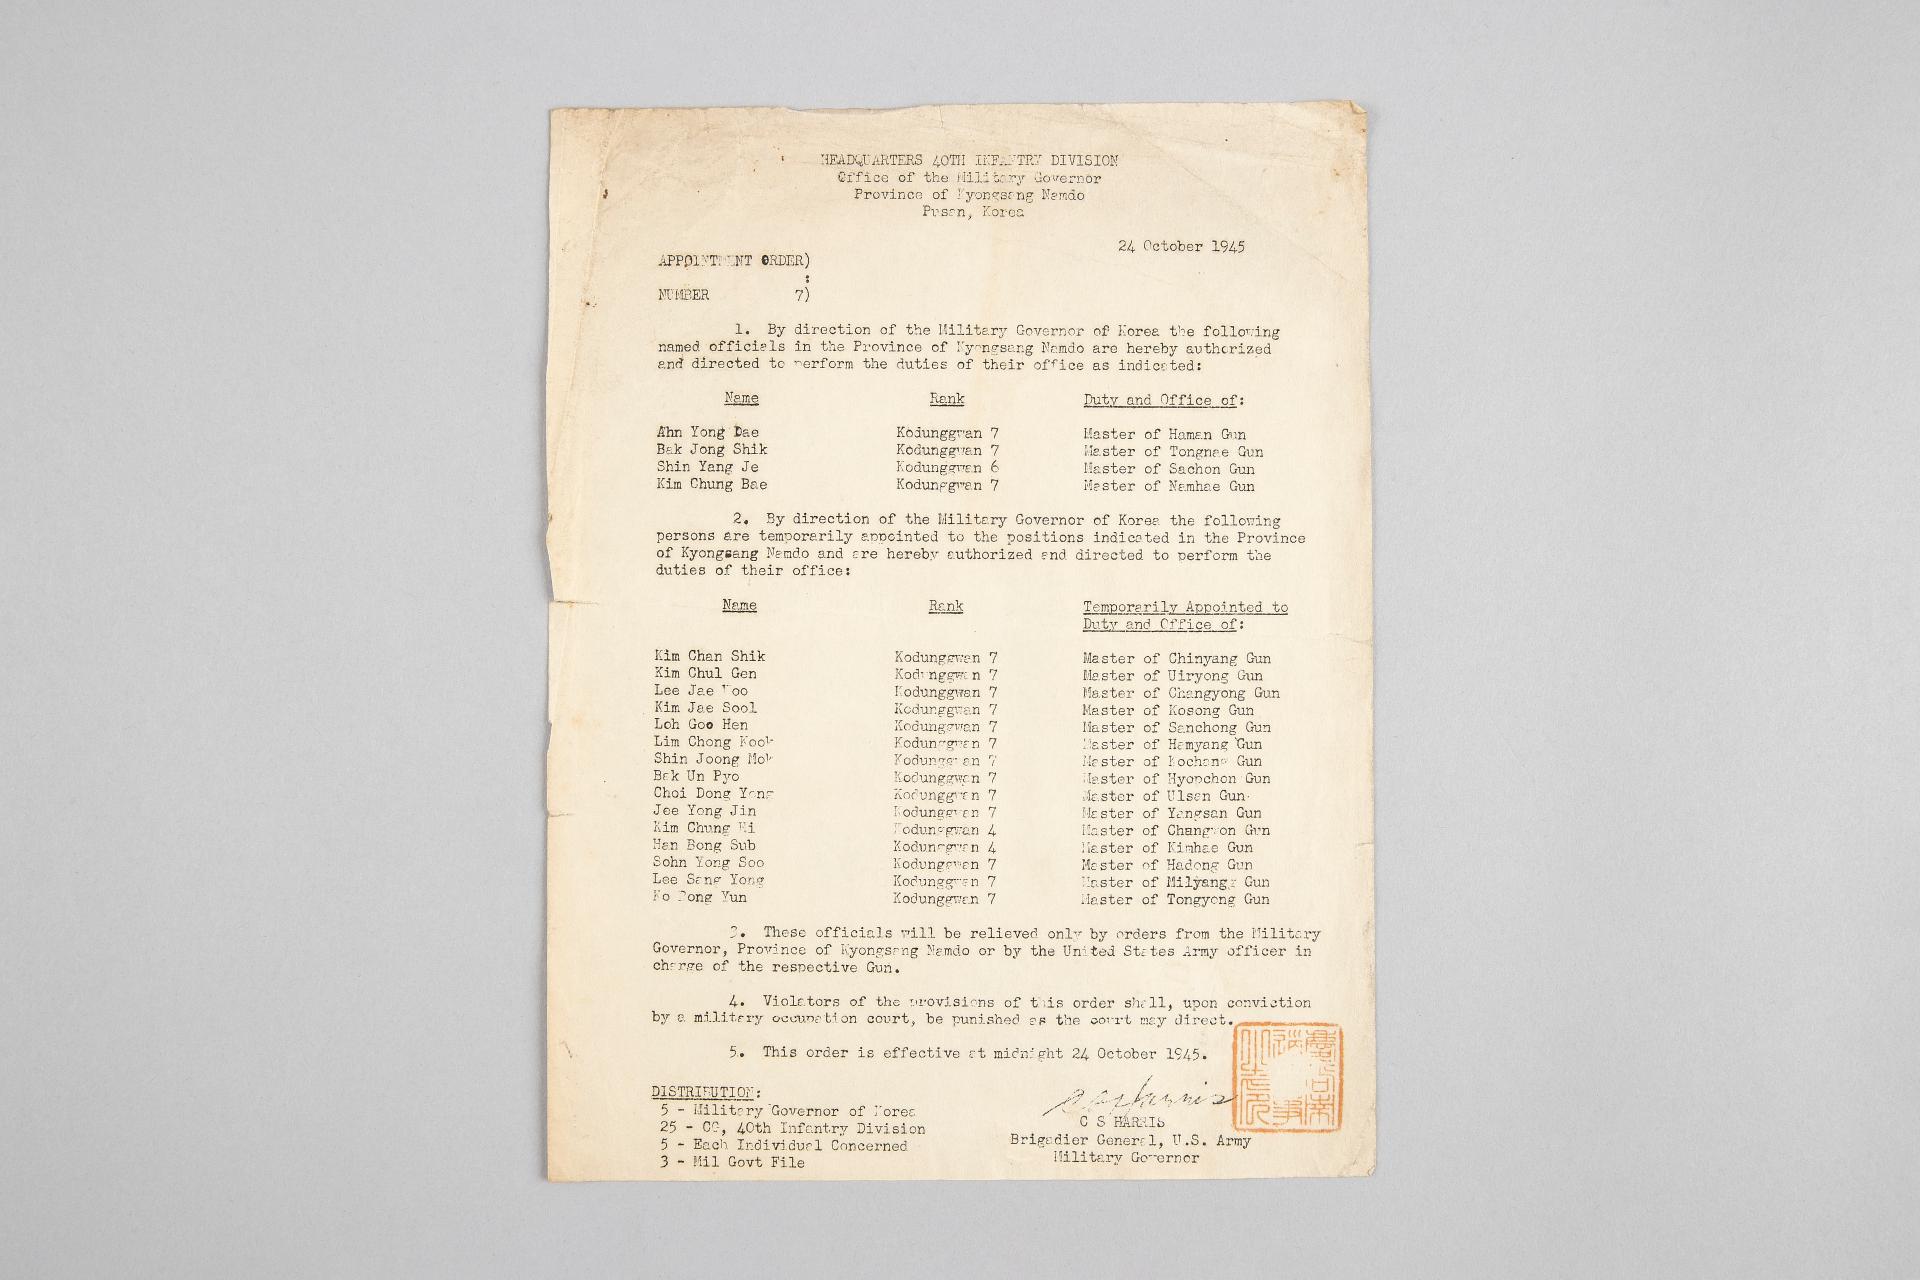 HEADQUARTERS 40TH INFANTRY DIVISION
Office of the Military Governor
Province of Kyongsang Namdo
Pusan, Korea
24 October 1945
APPOINTMENT ORDER)
:
NUMBER 7)
1. By direction of the Military Governor of Korea the following
named officials in the Province of Kyongsang Namdo are hereby authorized
and directed to perform the duties of their office as indicated:
Name Rank Duty and Office of:
Ahn Yong Dae Kodunggwan 7 Master of Haman Gun
Bak Jong Shik Kodunggwan 7 Master of Tongnae Gun
Shin Yang Je Kodunggwan 6 Master of Sachon Gun
Kim Chung Bae Kodunggwan 7 Master of Namhae Gun
2. By direction of the Military Governor of Korea the following
persons are temporarily appointed to the positions indicated in the Province
of Kyongsang Namdo and are hereby authorized and directed to perform the
duties of their office:
Name Rank Temporarily Appointed to
Duty and Office of:
Kim Chan Shik Kodunggwan 7 Master of Chinyang Gun
Kim Chul Gen Kodunggwan 7 Master of Uiryong Gun
Lee Jae Kodunggwan 7 Master of Changyong Gun
Kim Jae Sool Kodunggwan 7 Master of Kosong Gun
Loh Goo Hen Kodunggwan 7 Master of Sanchong Gun
Lim Chong Kook Kodunggwan 7 Master of Hamyang Gun
Shin Joong Mok Kodunggwan 7 Master of Kochang Gun
Bak Un Pyo Kodunggwan 7 Master of Hyopchon Gun
Choi Dong Yong Kodunggwan 7 Master of Ulsan Gun
Jee Yong Jin Kodunggwan 7 Master of Yangsan Gun
Kim Chung Hi Kodunggwan 4 Master of Changwon Gun
Han Bong Sub Kodunggwan 4 Master of Kimhae Gun
Sohn Yong Soo Kodunggwan 7 Master of Hadong Gun
Lee Sang Yong Kodunggwan 7 Master of Milyang Gun
Yun Kodunggwan 7 Master of Tongyong Gun
3. These officials will be relieved only by orders from the Military
Governor, Province of Kyongsang Namdo or by the United States Army officer in
charge of the respective Gun.
4. Violators of the provisions of this order shall, upon conviction
by a military occupation court, be punished as the court may direct.
5. This order is effective at midnight 24 October 1945.
DISTRIBUTION:
5 - Military Governor of Korea
25 - CG, 40th Infantry Division
5 - Each Individual Concerned
3 - Mil Govt File
C S Harris
C S HARRIS
Brigadier General, U.S. Army
Military Governor